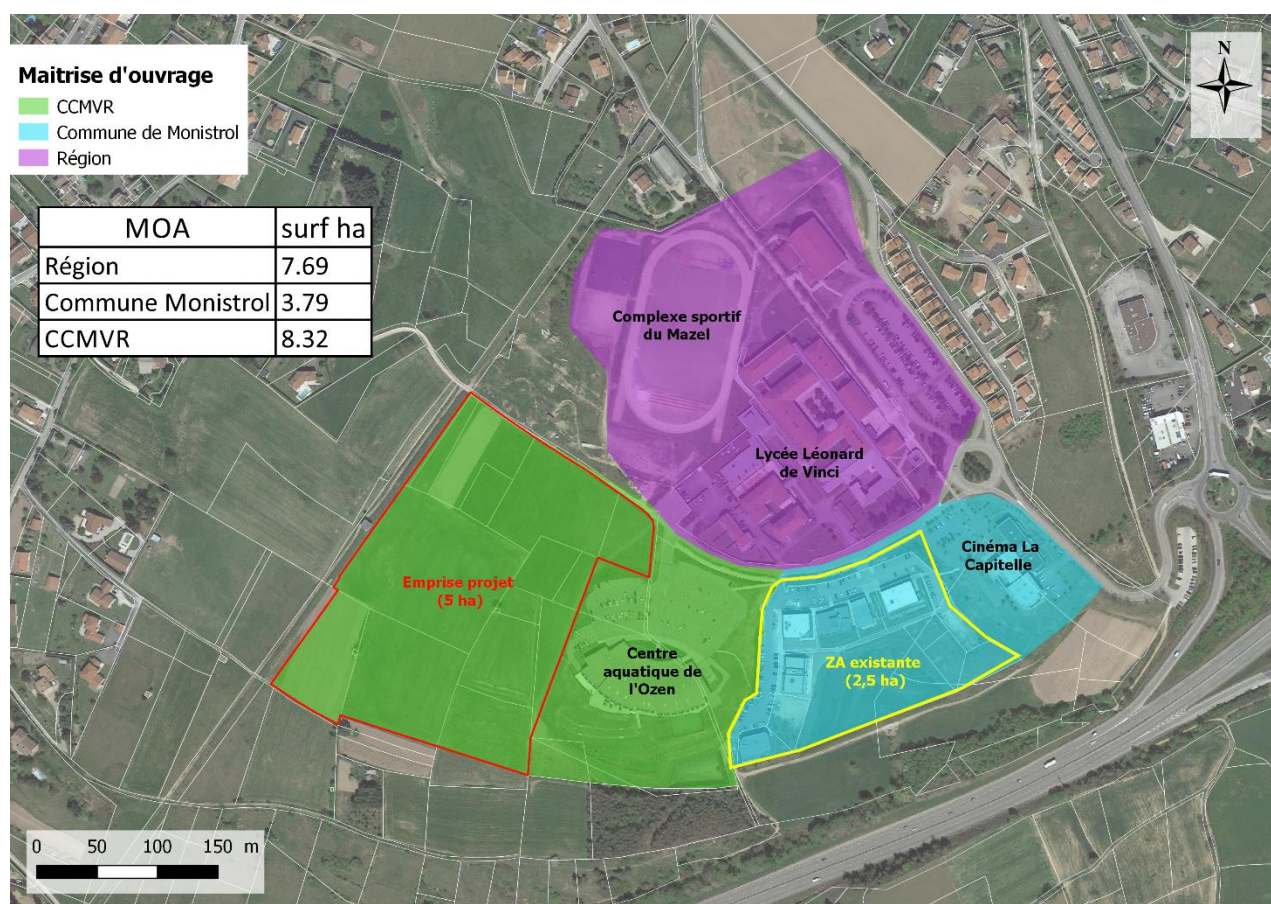 Maitrise d'ouvrage
CCMVR
Commune de Monistrol
Région
N
MOA surf ha
Région 7.69
Commune Monistrol 3.79
CCMVR 8.32
Complexe sportif
du Mazel
Lycée Léonard
de Vinci
Cinéma La
Capitelle
Emprise projet
(5 ha)
Centre
aquatique de
l'Ozen
ZA existante
(2,5 ha)
0 50 100 150 m